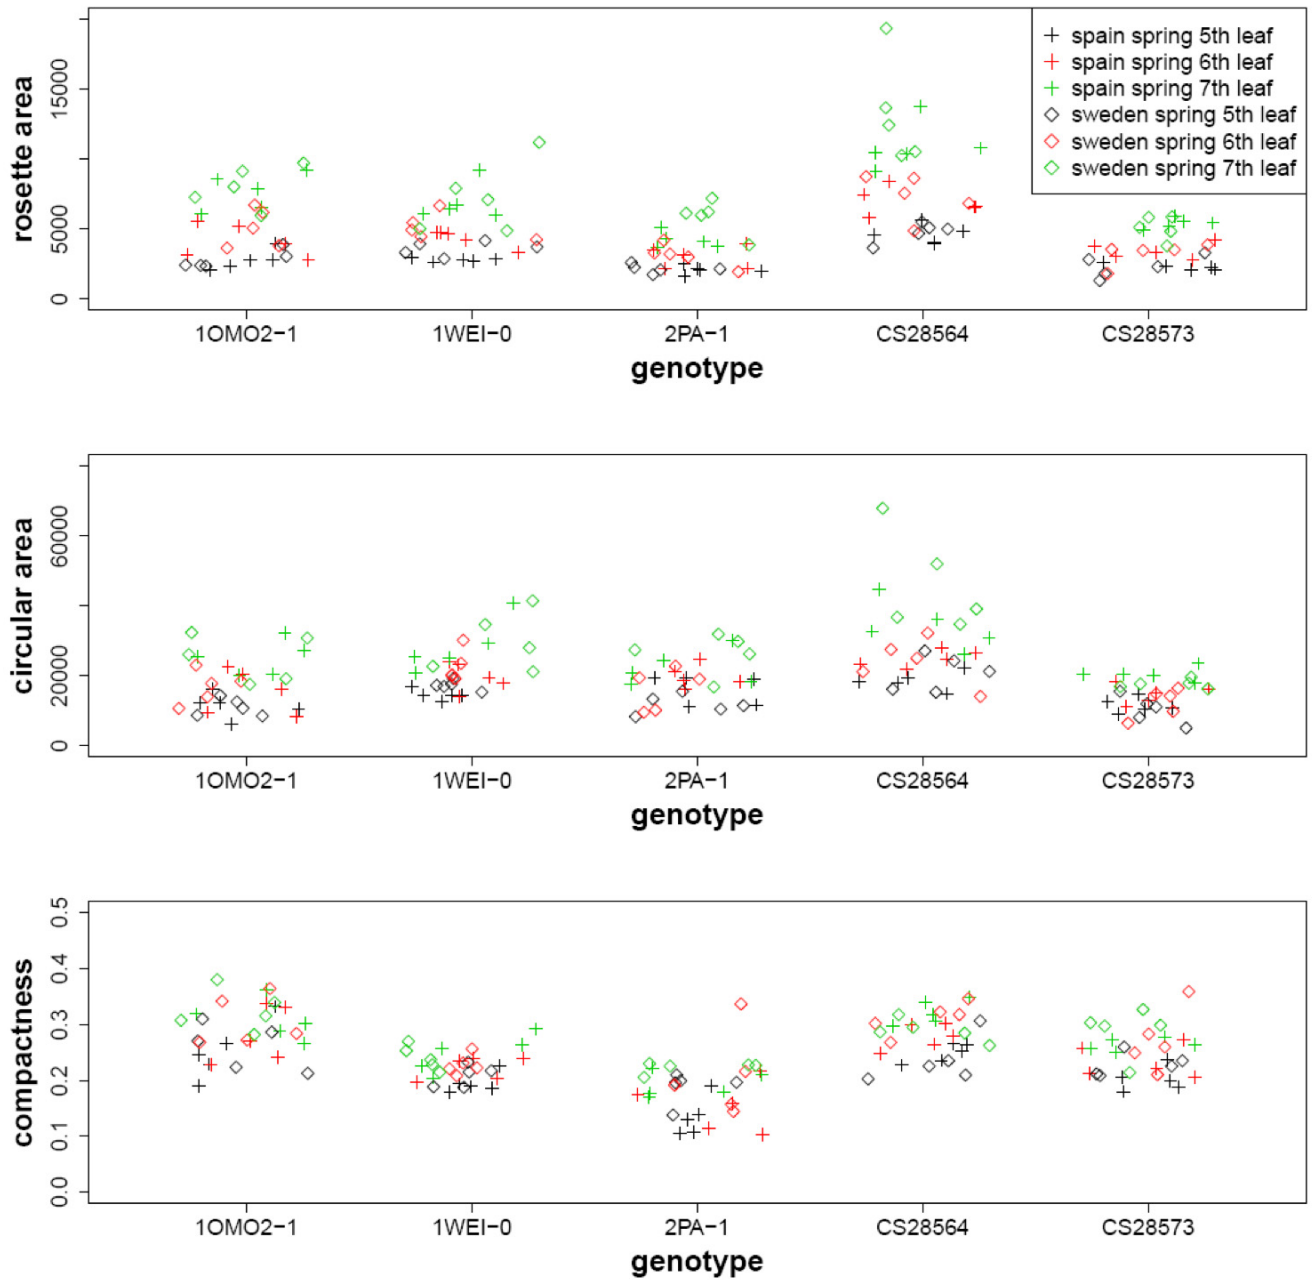 rosette area
15000
5000
0
spain spring 5th leaf
spain spring 6th leaf
spain spring 7th leaf
sweden spring 5th leaf
sweden spring 6th leaf
sweden spring 7th leaf
1OMO2−1 1WEI−0 2PA−1 CS28564 CS28573
genotype
circular area
60000
20000
0
1OMO2−1 1WEI−0 2PA−1 CS28564 CS28573
genotype
compactness
0.5
0.4
0.3
0.2
0.1
0.0
1OMO2−1 1WEI−0 2PA−1 CS28564 CS28573
genotype